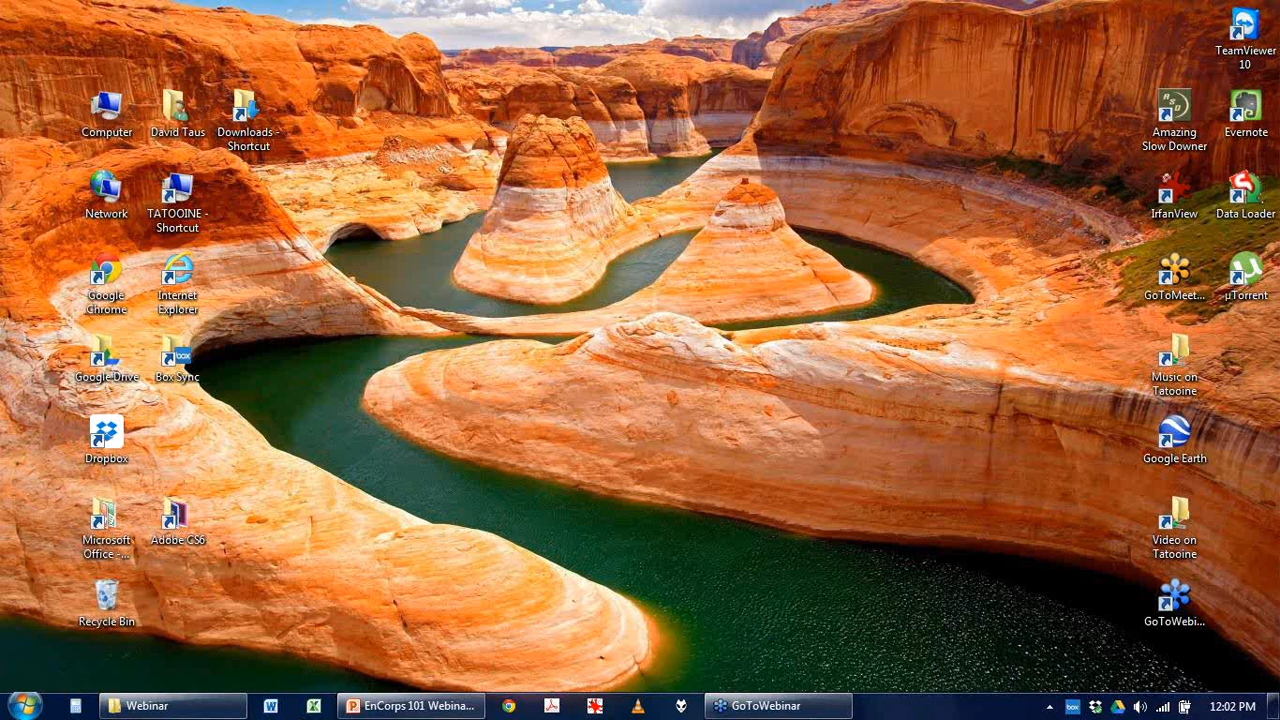 TeamViewer
10
Computer
David Taus
Downloads -
Shortcut
Amazing
Slow Downer
Evernote
Network
TATOOINE -
Shortcut
IrfanView
Data Loader
Google
Chrome
Internet
Explorer
GoToMeet...
µTorrent
Google Drive
Box Sync
Music on
Tatooine
Dropbox
Google Earth
Microsoft
Office -...
Adobe CS6
Video on
Tatooine
Recycle Bin
GoToWebi...
Webinar
EnCorps 101 Webina...
GoToWebinar
box
12:02 PM